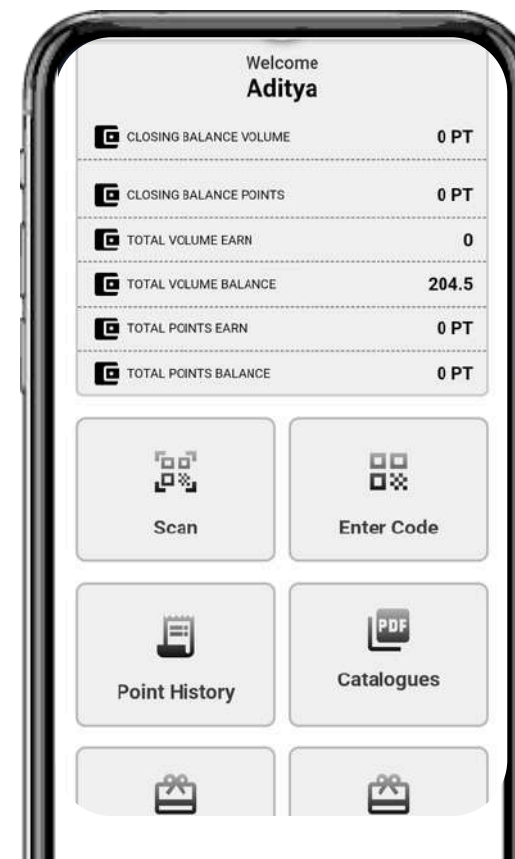 Welcome
Aditya
CLOSING BALANCE VOLUME 0 PT
CLOSING BALANCE POINTS 0 PT
TOTAL VOLUME EARN 0
TOTAL VOLUME BALANCE 204.5
TOTAL POINTS EARN 0 PT
TOTAL POINTS BALANCE 0 PT
Scan Enter Code
PDF
Point History Catalogues